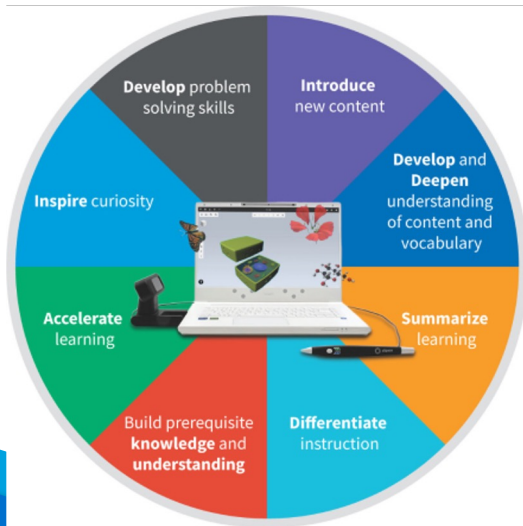 Develop problem
solving skills
Introduce
new content
Develop and
Deepen
understanding
of content and
vocabulary
Summarize
learning
Differentiate
instruction
Build prerequisite
knowledge and
understanding
Accelerate
learning
Inspire curiosity